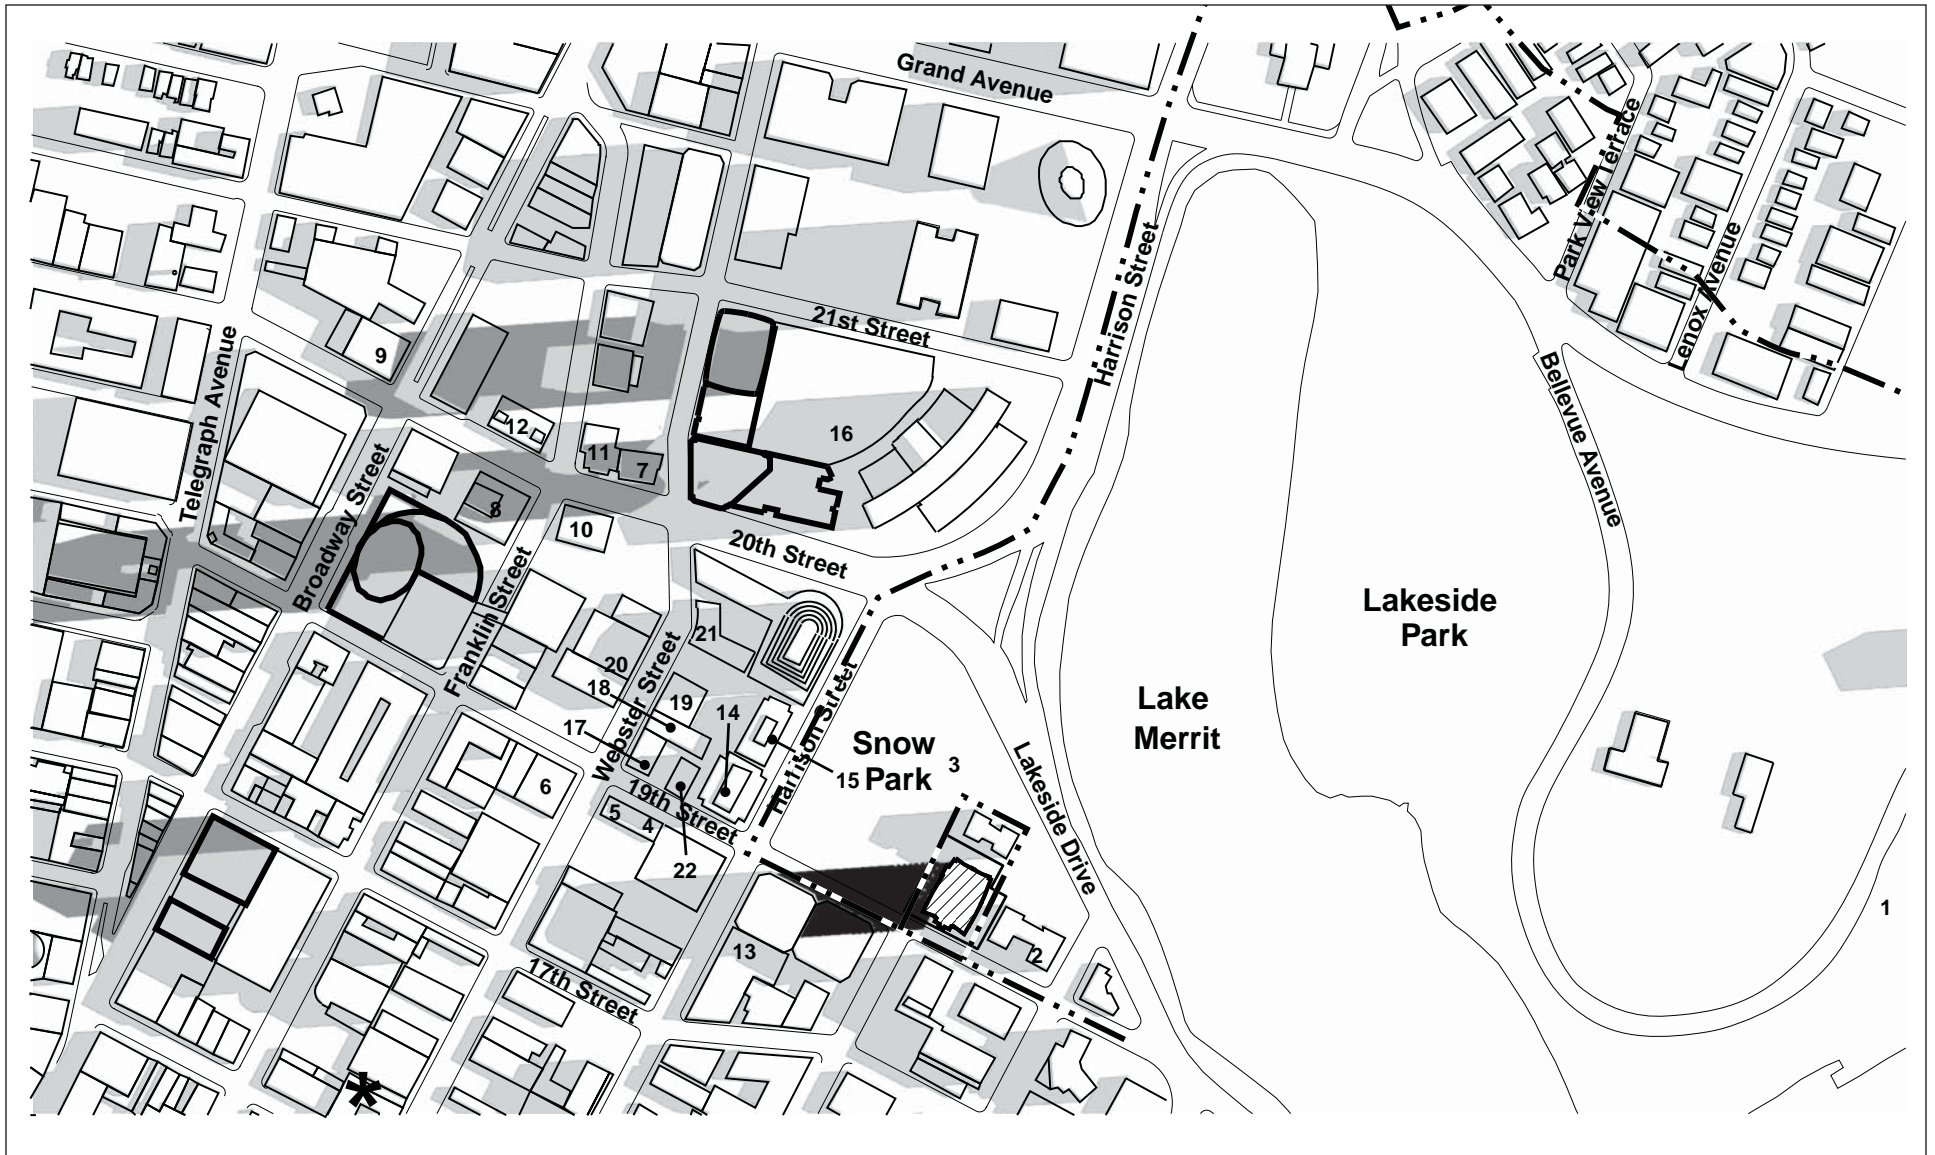 Grand Avenue
Park View Terrace
Lenox Avenue
Harrison Street
21st Street
Telegraph Avenue
9
Bellevue Avenue
12
16
11
7
Broadway Street
8
10
20th Street
Franklin Street
Lakeside
Park
21
20
Webster Street
18
19
14
17
Harrison Street
Lake
Merrit
Snow
Park
3
15
Lakeside Drive
6
19th Street
5
4
22
1
13
2
17th Street
*